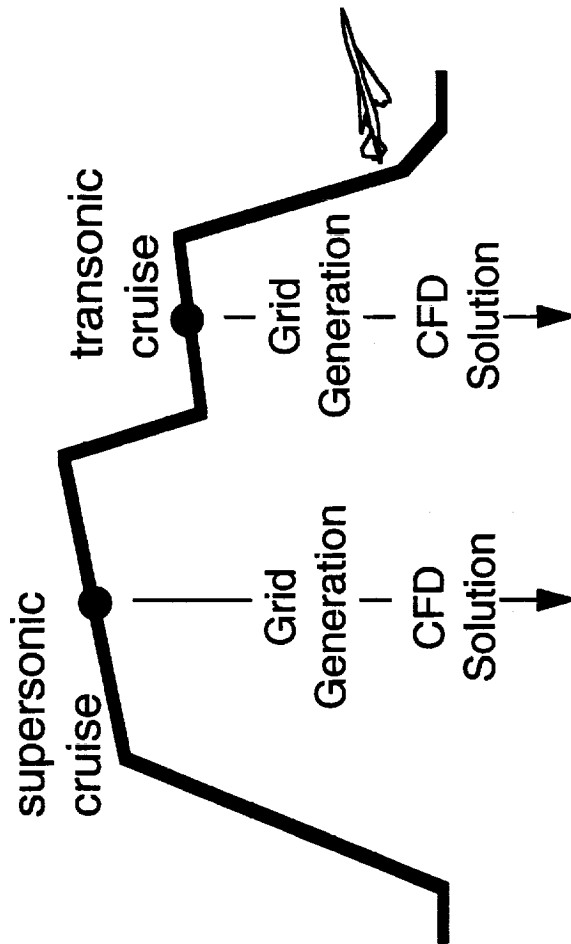 supersonic
cruise
Grid
Generation
CFD
Solution
transonic
cruise
Grid
Generation
CFD
Solution